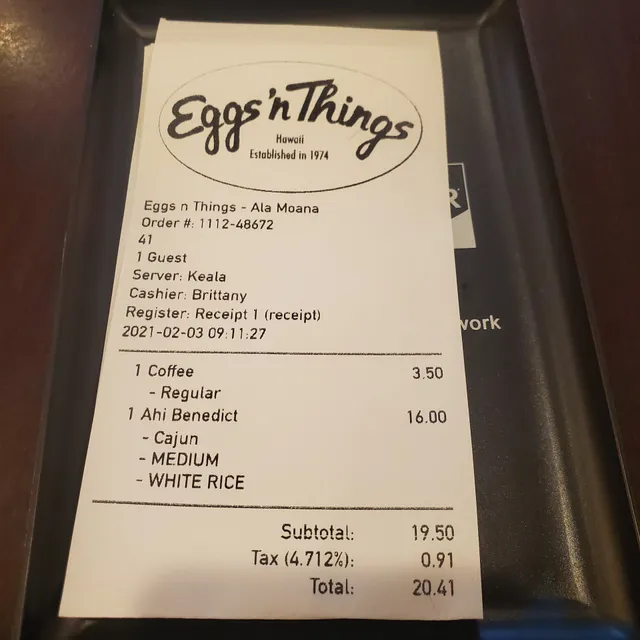 Eggs 'n Things
Hawaii
Established in 1974
Eggs n Things - Ala Moana
Order #: 1112-48672
41
1 Guest
Server: Keala
Cashier: Brittany
Register: Receipt 1 (receipt)
2021-02-03 09:11:27
1 Coffee 3.50
- Regular
1 Ahi Benedict 16.00
- Cajun
- MEDIUM
- WHITE RICE
Subtotal: 19.50
Tax (4.712%): 0.91
Total: 20.41